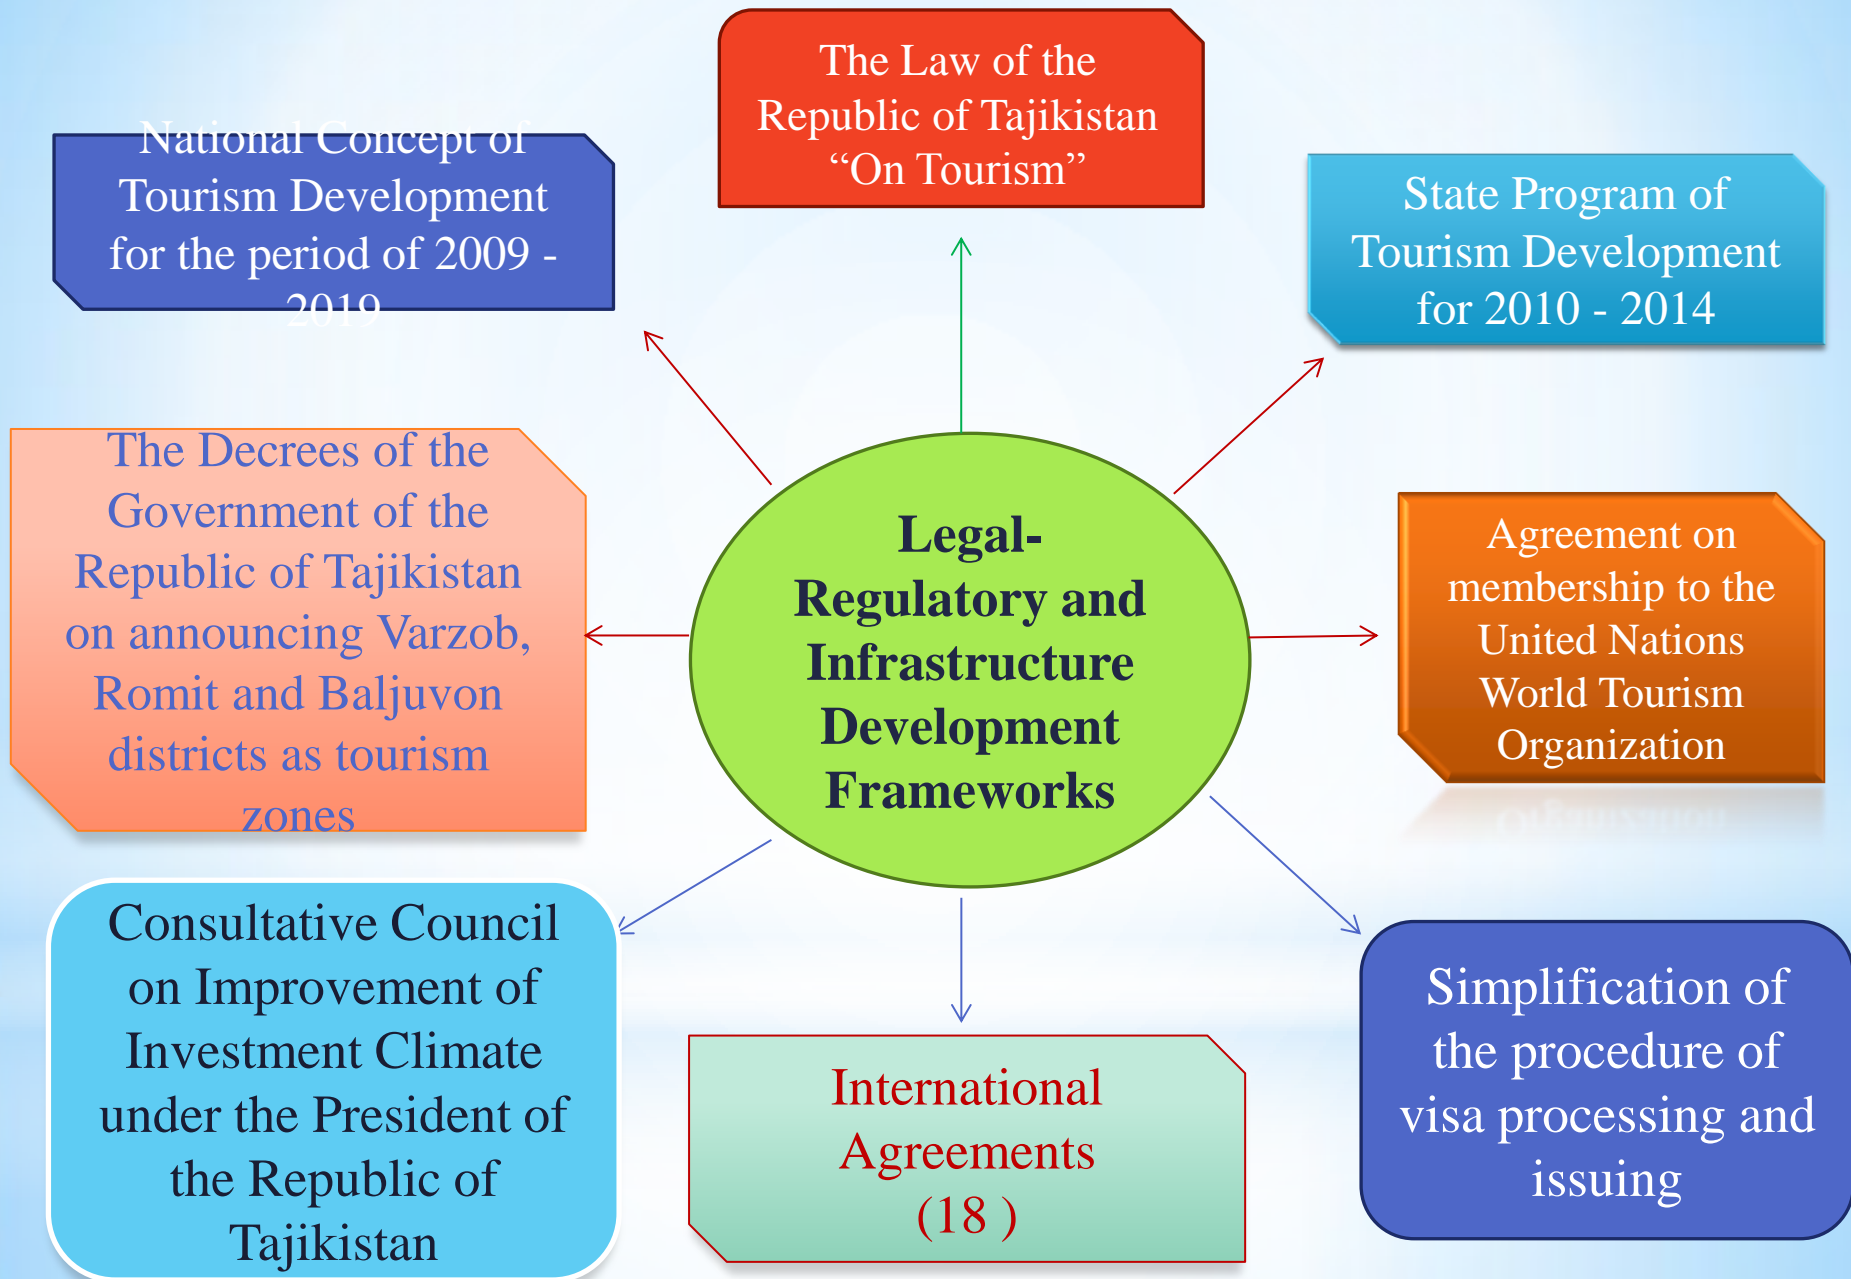 The Law of the
Republic of Tajikistan
“On Tourism”
National Concept of
Tourism Development
for the period of 2009 -
2019
State Program of
Tourism Development
for 2010 - 2014
The Decrees of the
Government of the
Republic of Tajikistan
on announcing Varzob,
Romit and Baljuvon
districts as tourism
zones
Legal-
Regulatory and
Infrastructure
Development
Frameworks
Agreement on
membership to the
United Nations
World Tourism
Organization
Consultative Council
on Improvement of
Investment Climate
under the President of
the Republic of
Tajikistan
International
Agreements
(18 )
Simplification of
the procedure of
visa processing and
issuing